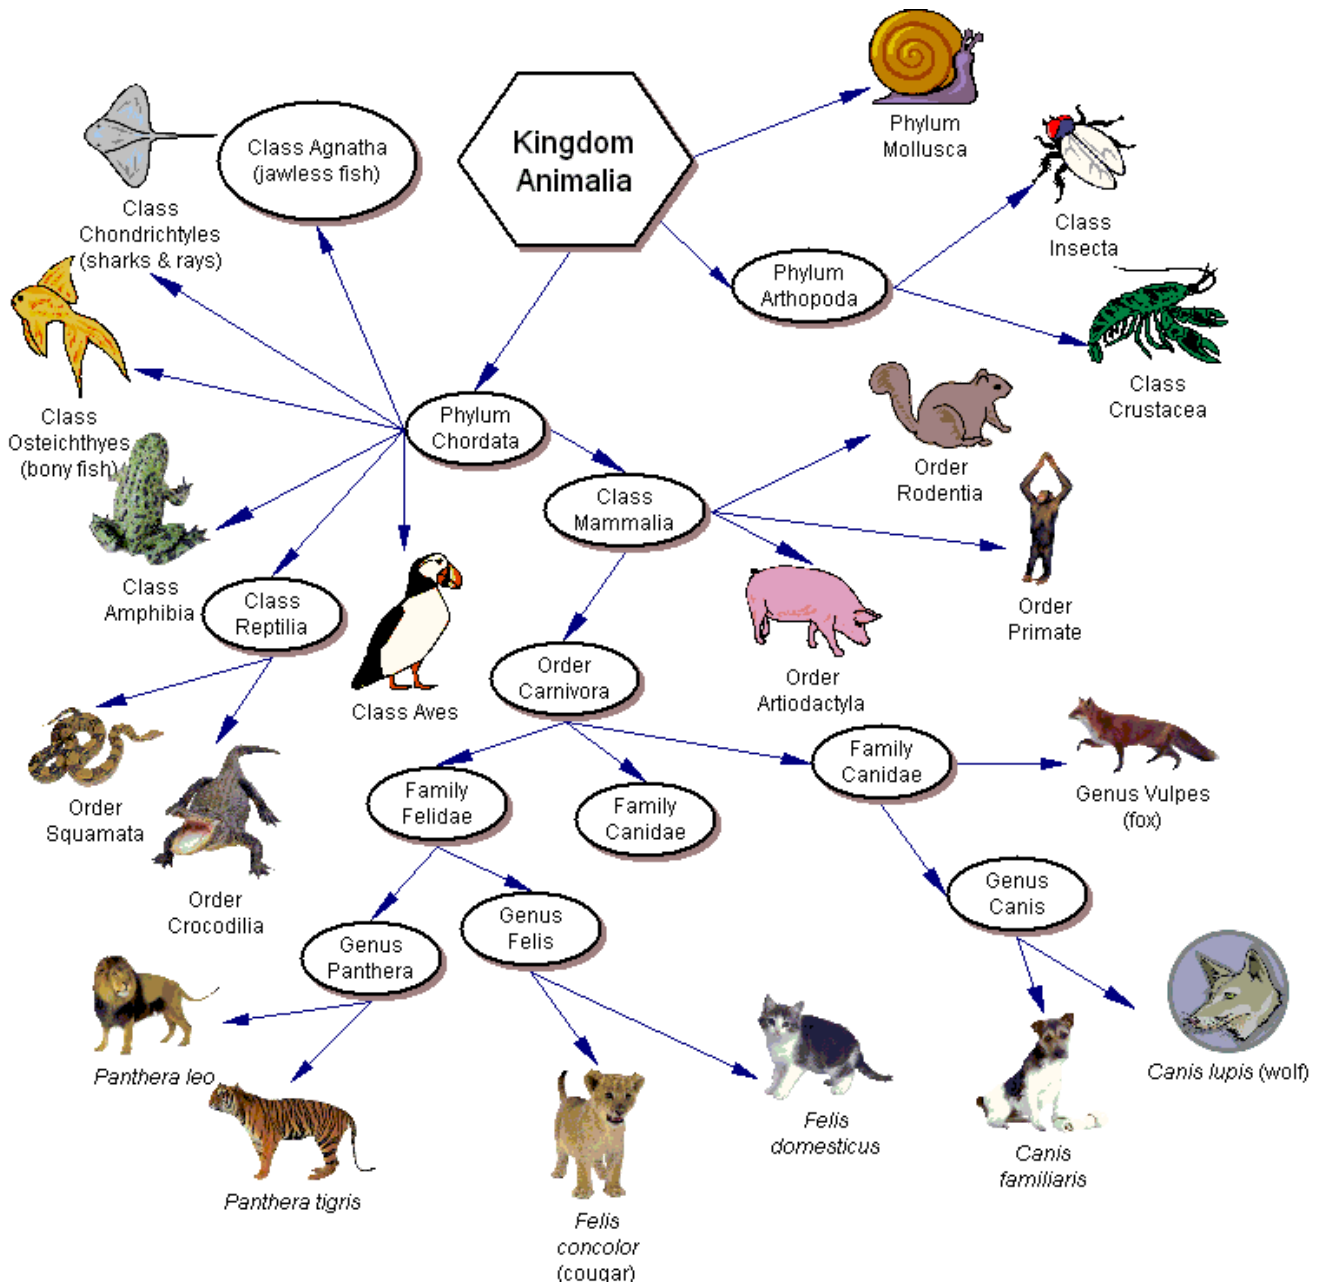 Kingdom
Animalia
Phylum
Mollusca
Class
Insecta
Phylum
Arthopoda
Class
Crustacea
Class Agnatha
(jawless fish)
Class
Chondrichtyles
(sharks & rays)
Class
Osteichthyes
(bony fish)
Phylum
Chordata
Class
Amphibia
Class
Reptilia
Class Aves
Class
Mammalia
Order
Rodentia
Order
Primate
Order
Artiodactyla
Order
Carnivora
Order
Squamata
Order
Crocodilia
Family
Felidae
Family
Canidae
Family
Canidae
Genus Vulpes
(fox)
Genus
Canis
Genus
Felis
Genus
Panthera
Panthera leo
Panthera tigris
Felis
concolor
(cougar)
Felis
domesticus
Canis
familiaris
Canis lupis (wolf)